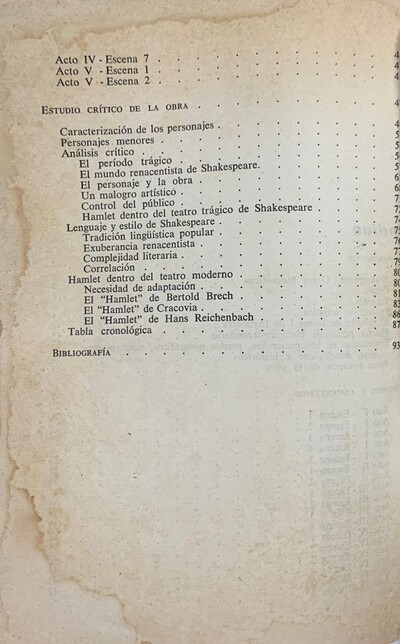 Acto IV - Escena 7
Acto V - Escena 1
Acto V - Escena 2
ESTUDIO CRÍTICO DE LA OBRA
Caracterización de los personajes
Personajes menores
Análisis crítico
El período trágico
El mundo renacentista de Shakespeare.
El personaje y la obra
Un malogro artístico
Control del público
Hamlet dentro del teatro trágico de Shakespeare
Lenguaje y estilo de Shakespeare
Tradición lingüística popular
Exuberancia renacentista
Complejidad literaria
Correlación
Hamlet dentro del teatro moderno
Necesidad de adaptación
El "Hamlet" de Bertold Brech
El "Hamlet" de Cracovia
El "Hamlet" de Hans Reichenbach
Tabla cronológica 87
BIBLIOGRAFÍA 93